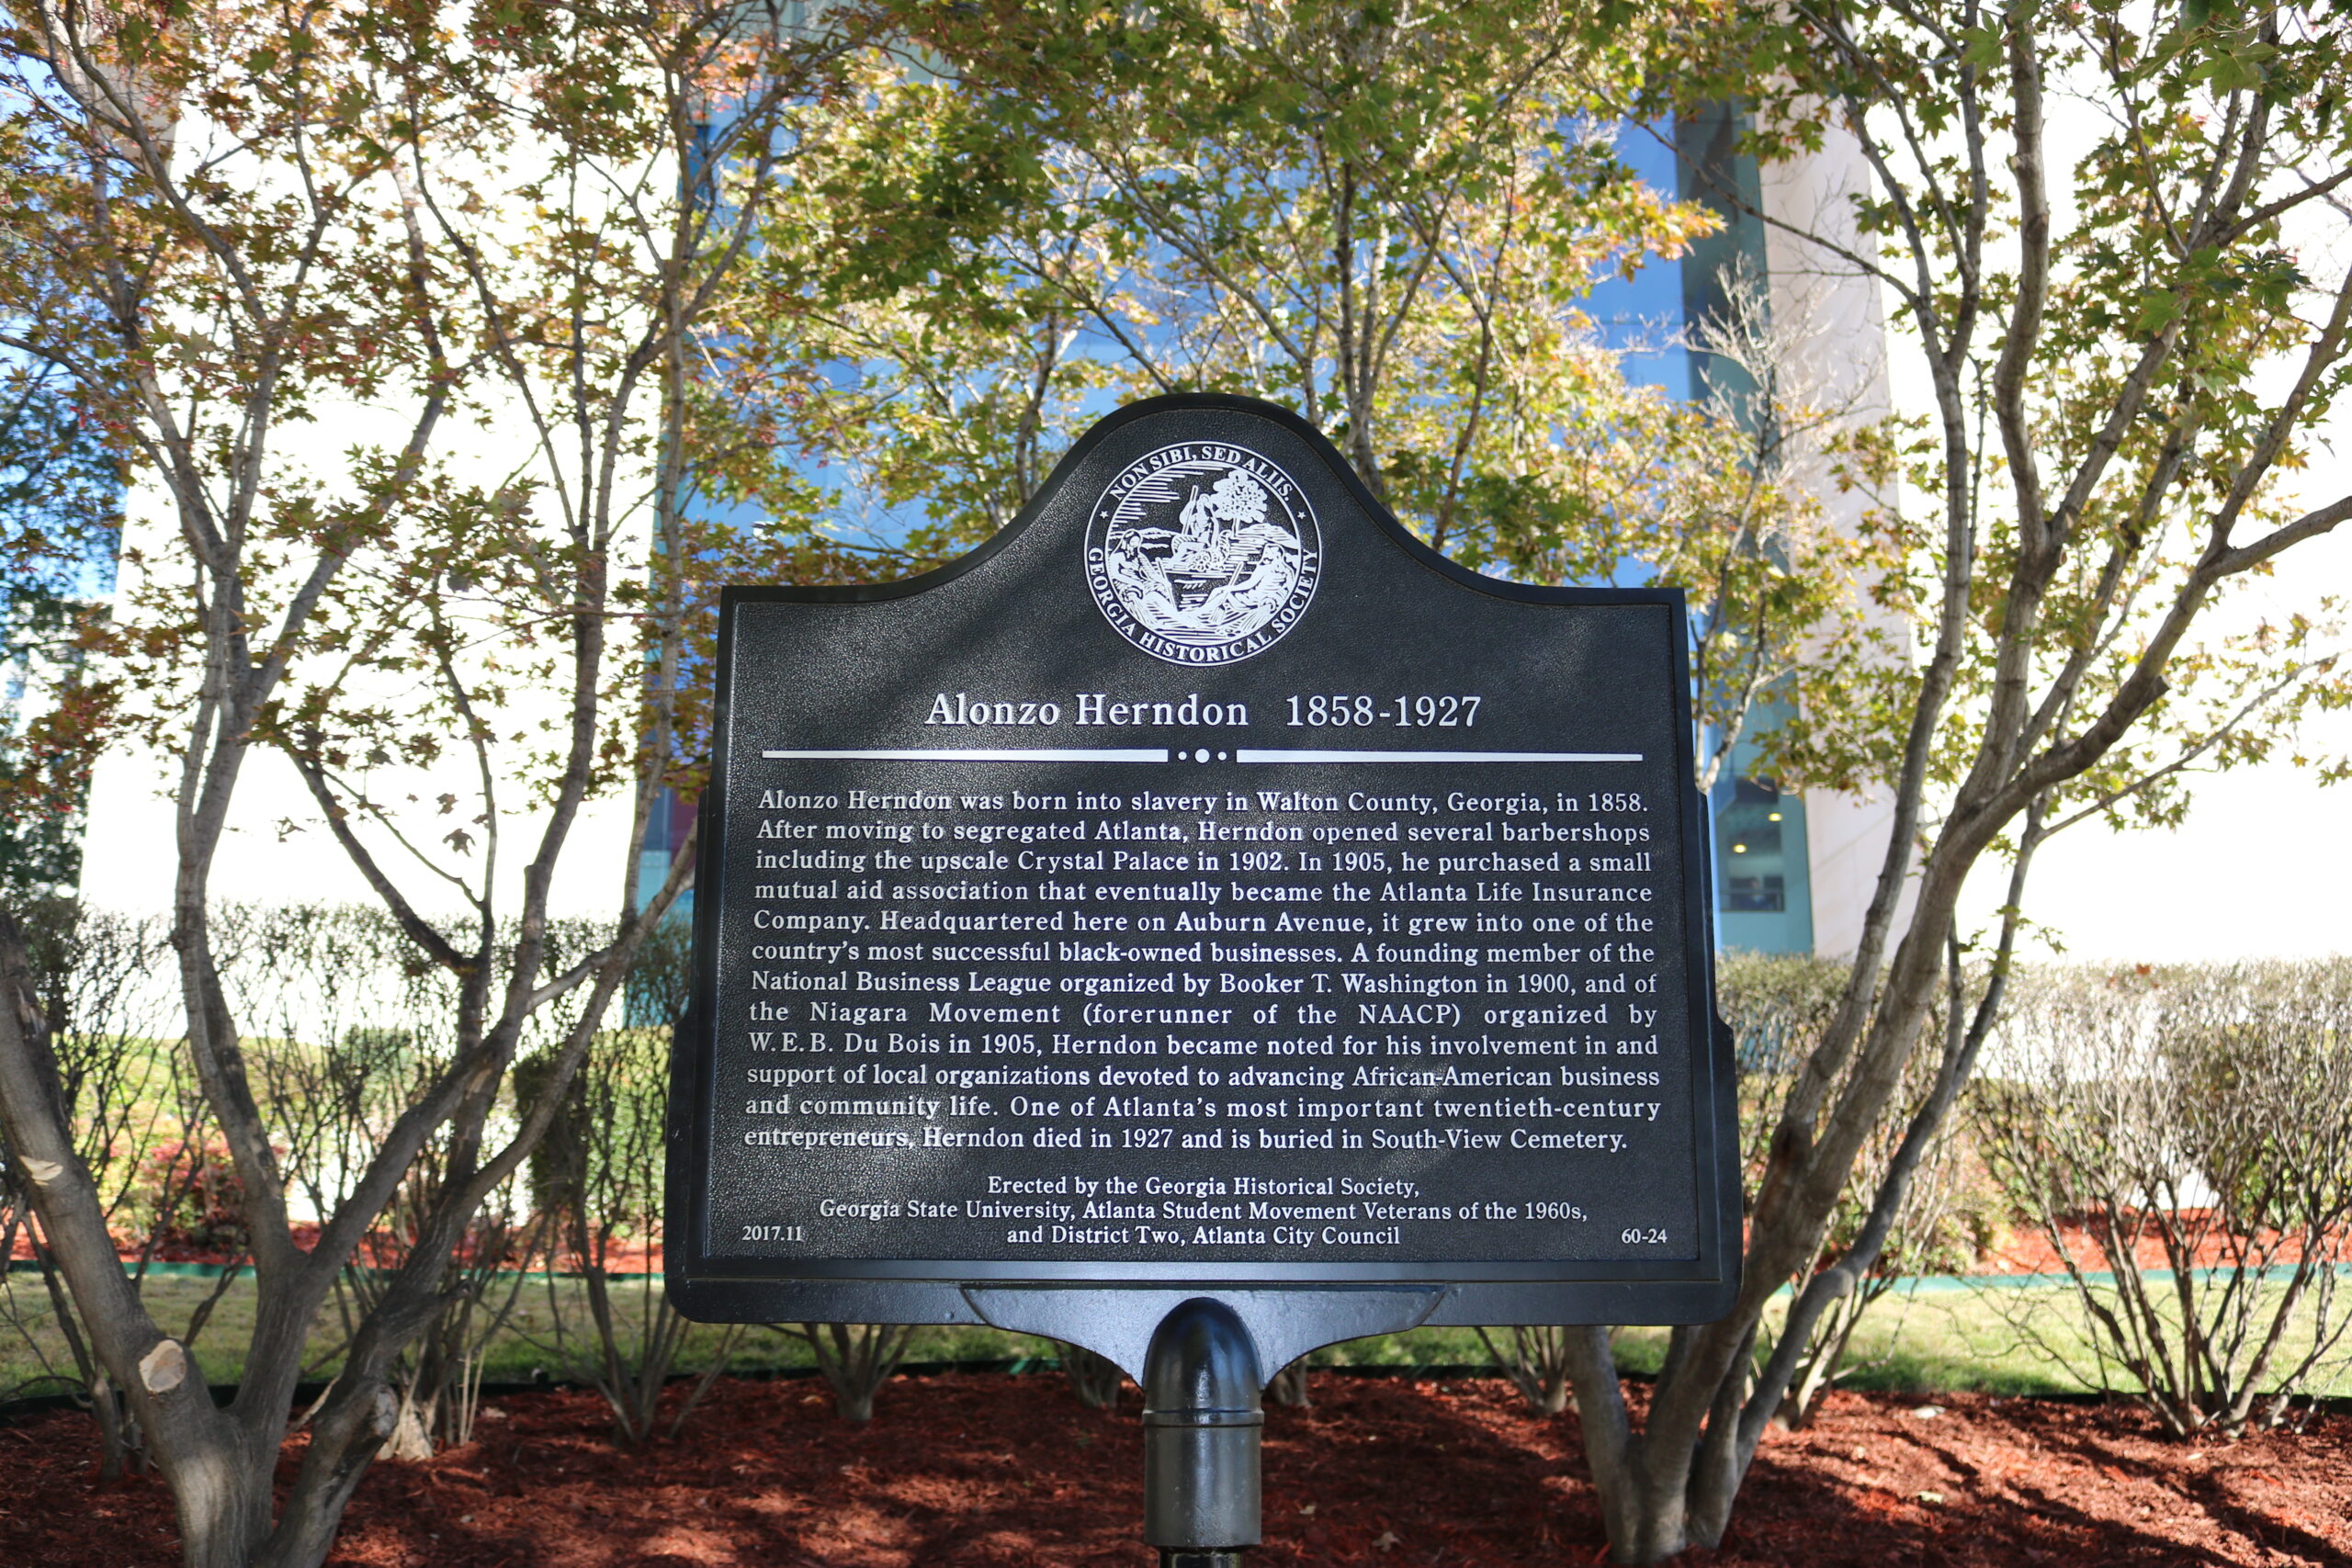 NON SIBI, SED ALIIS.
GEORGIA HISTORICAL SOCIETY
Alonzo Herndon 1858-1927
Alonzo Herndon was born into slavery in Walton County, Georgia, in 1858.
After moving to segregated Atlanta, Herndon opened several barbershops
including the upscale Crystal Palace in 1902. In 1905, he purchased a small
mutual aid association that eventually became the Atlanta Life Insurance
Company. Headquartered here on Auburn Avenue, it grew into one of the
country's most successful black-owned businesses. A founding member of the
National Business League organized by Booker T. Washington in 1900, and of
the Niagara Movement (forerunner of the NAACP) organized by
W.E.B. Du Bois in 1905, Herndon became noted for his involvement in and
support of local organizations devoted to advancing African-American business
and community life. One of Atlanta's most important twentieth-century
entrepreneurs, Herndon died in 1927 and is buried in South-View Cemetery.
Erected by the Georgia Historical Society,
Georgia State University, Atlanta Student Movement Veterans of the 1960s,
2017.11 and District Two, Atlanta City Council 60-24